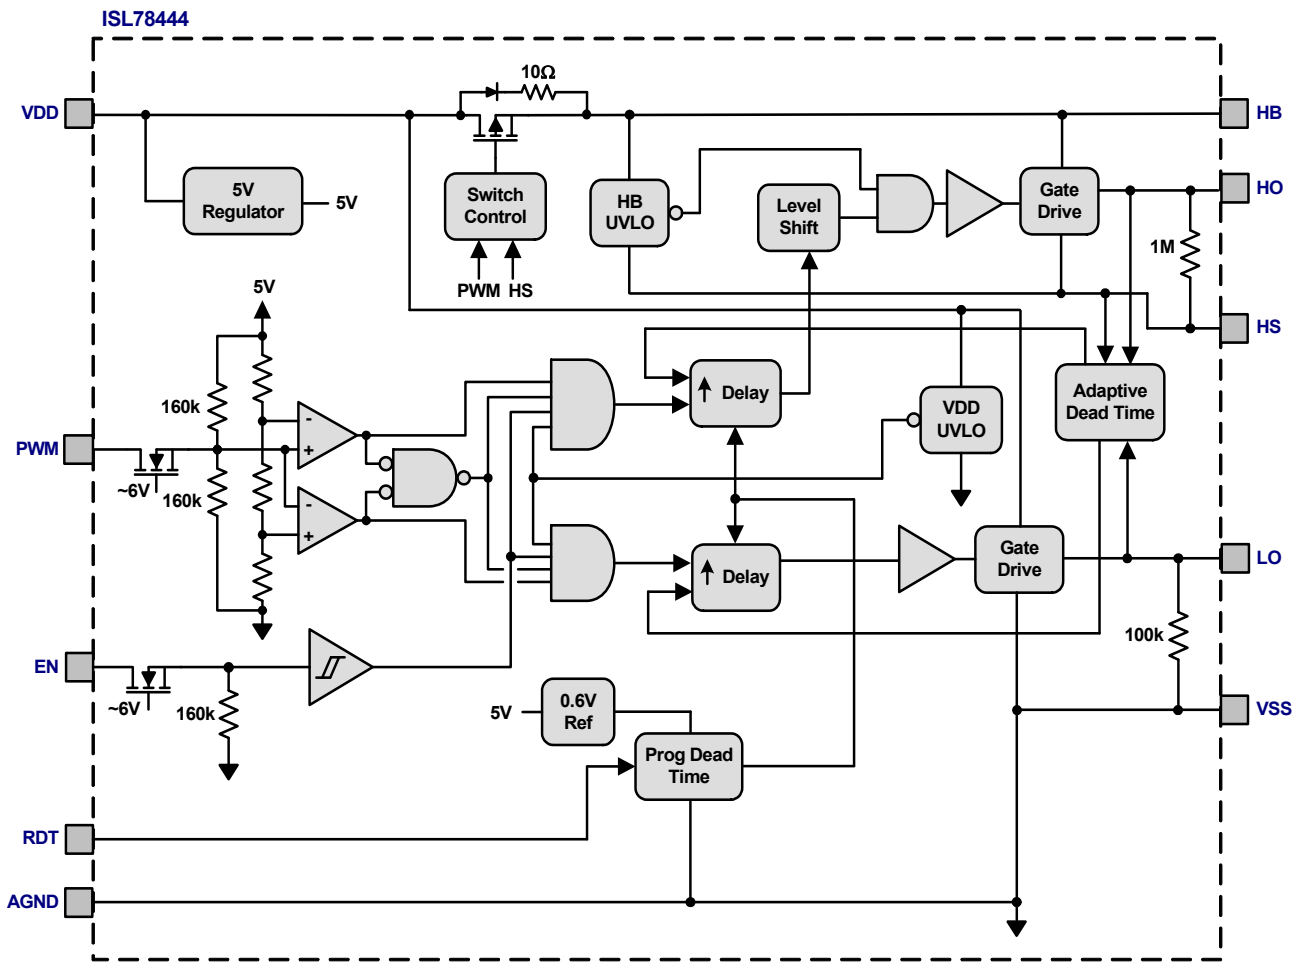 ISL78444
10Ω
VDD
HB
5V
Regulator
5V
Switch
Control
HB
UVLO
Level
Shift
Gate
Drive
HO
1M
PWM HS
5V
HS
160k
Delay
Adaptive
Dead Time
VDD
UVLO
-
+
PWM
~6V
160k
-
+
Delay
Gate
Drive
LO
100k
EN
~6V
160k
5V
0.6V
Ref
VSS
Prog Dead
Time
RDT
AGND